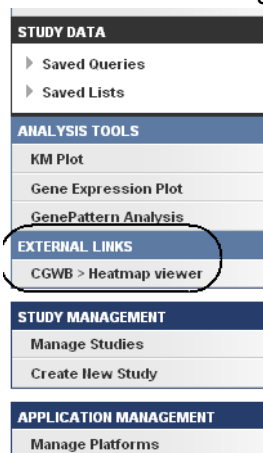 STUDY DATA
Saved Queries
Saved Lists
ANALYSIS TOOLS
KM Plot
Gene Expression Plot
GenePattern Analysis
EXTERNAL LINKS
CGWB > Heatmap viewer
STUDY MANAGEMENT
Manage Studies
Create New Study
APPLICATION MANAGEMENT
Manage Platforms